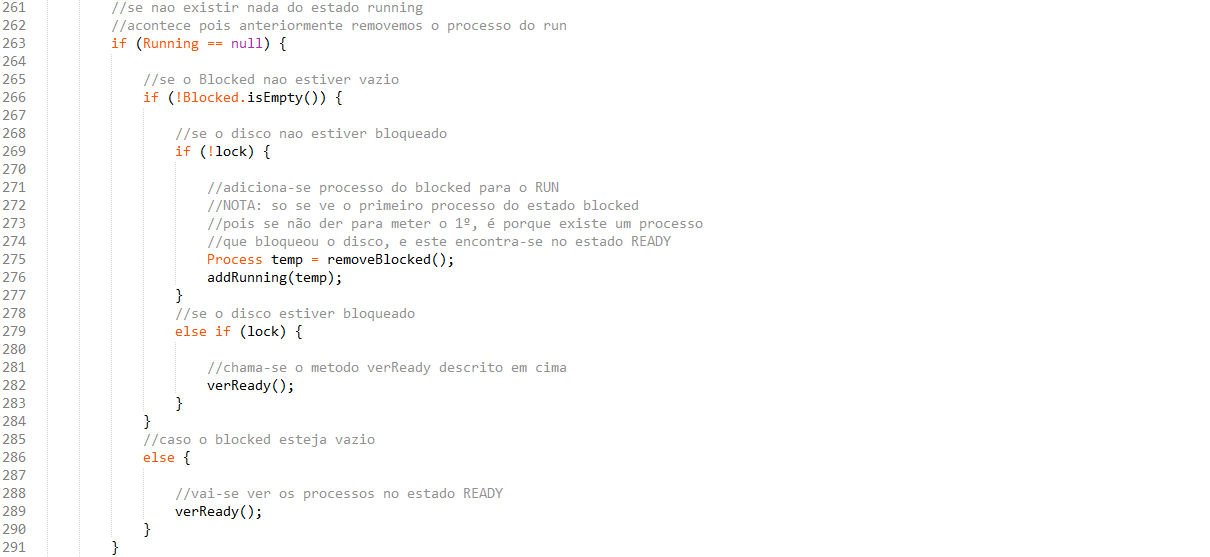 261 //se nao existir nada do estado running
262 //acontece pois anteriormente removemos o processo do run
263 if (Running == null) {
264
265 //se o Blocked nao estiver vazio
266 if (!Blocked.isEmpty()) {
267
268 //se o disco nao estiver bloqueado
269 if (!lock) {
270
271 //adiciona-se processo do blocked para o RUN
272 //NOTA: so se ve o primeiro processo do estado blocked
273 //pois se não der para meter o 1º, é porque existe um processo
274 //que bloqueou o disco, e este encontra-se no estado READY
275 Process temp = removeBlocked();
276 addRunning(temp);
277 }
278 //se o disco estiver bloqueado
279 else if (lock) {
280
281 //chama-se o metodo verReady descrito em cima
282 verReady();
283 }
284 }
285 //caso o blocked esteja vazio
286 else {
287
288 //vai-se ver os processos no estado READY
289 verReady();
290 }
291 }